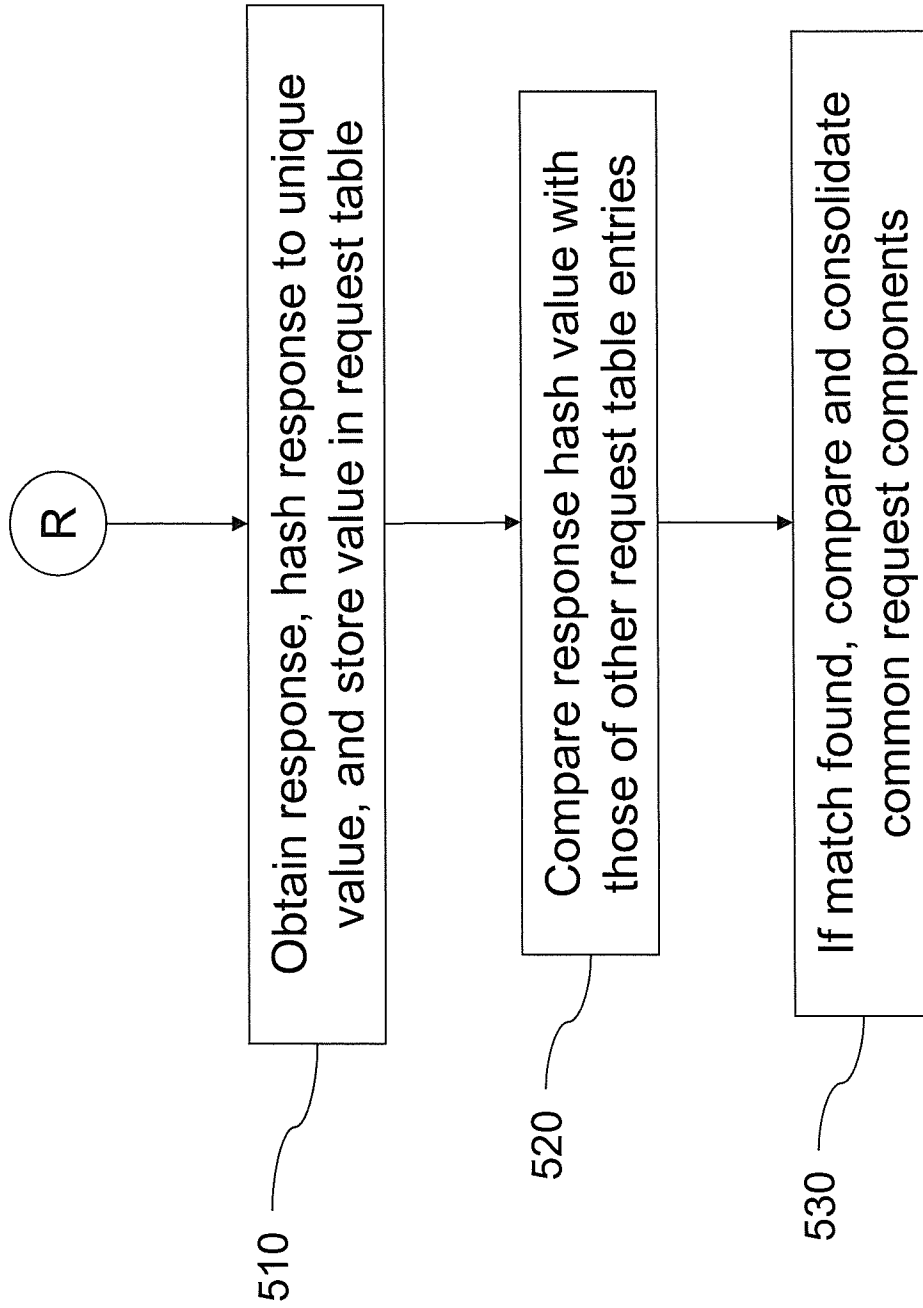 R
510
Obtain response, hash response to unique
value, and store value in request table
520
Compare response hash value with
those of other request table entries
530
If match found, compare and consolidate
common request components